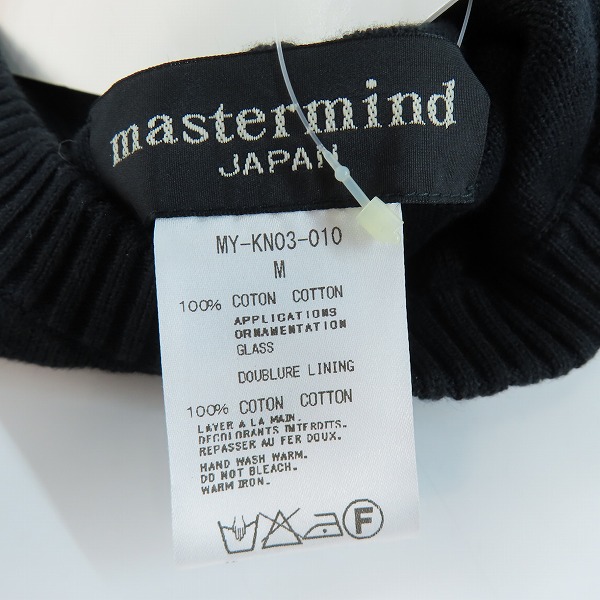 mastermind
JAPAN
MY-KN03-010
M
100% COTON COTTON
APPLICATIONS
ORNAMENTATION
GLASS
DOUBLURE LINING
100% COTON COTTON
LAVER A LA MAIN.
DECOLORANTS INTERDITS.
REPASSER AU FER DOUX.
HAND WASH WARM.
DO NOT BLEACH.
WARM IRON.
F